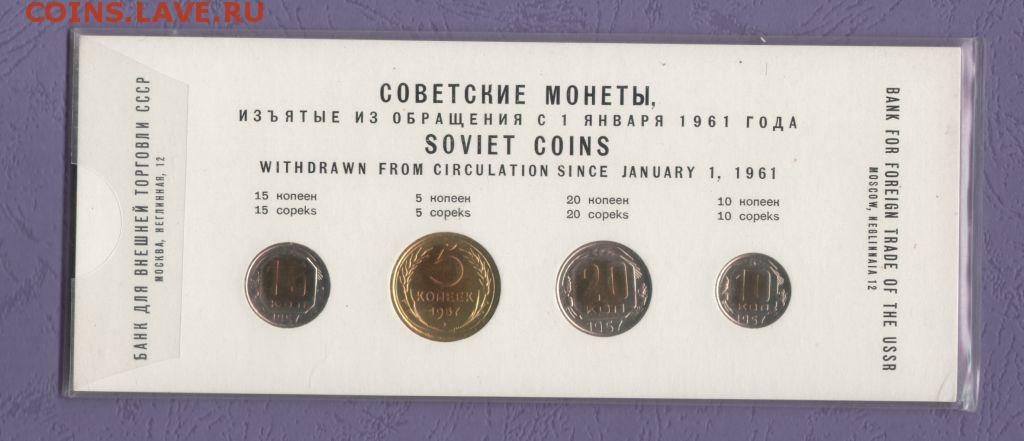 COINS.LAVE.RU
СОВЕТСКИЕ МОНЕТЫ,
ИЗЪЯТЫЕ ИЗ ОБРАЩЕНИЯ С 1 ЯНВАРЯ 1961 ГОДА
SOVIET COINS
WITHDRAWN FROM CIRCULATION SINCE JANUARY 1, 1961
БАНК ДЛЯ ВНЕШНЕЙ ТОРГОВЛИ СССР
МОСКВА, НЕГЛИННАЯ, 12
15 копеек
15 copeks
5 копеек
5 copeks
20 копеек
20 copeks
10 копеек
10 copeks
15
КОП
1957
5
КОПЕЕК
1957
20
КОП
1957
10
КОП
1957
BANK FOR FOREIGN TRADE OF THE USSR
MOSCOW, NEGLINNAIA 12